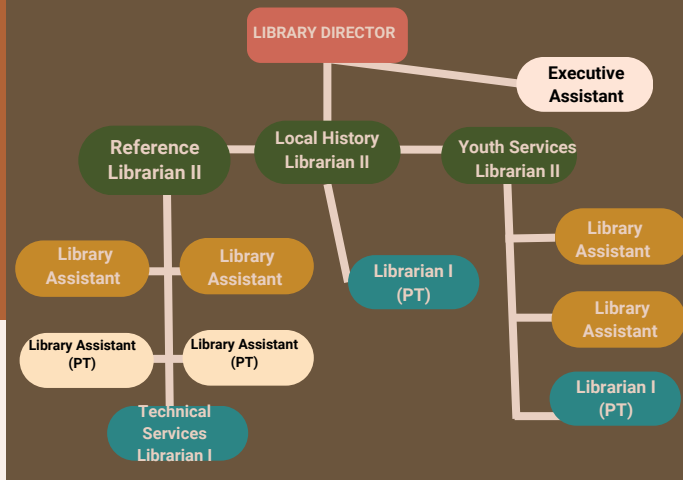 LIBRARY DIRECTOR
Executive
Assistant
Reference
Librarian II
Local History
Librarian II
Youth Services
Librarian II
Library
Assistant
Library
Assistant
Librarian I
(PT)
Library
Assistant
Library
Assistant
Library Assistant
(PT)
Library Assistant
(PT)
Librarian I
(PT)
Technical
Services
Librarian I